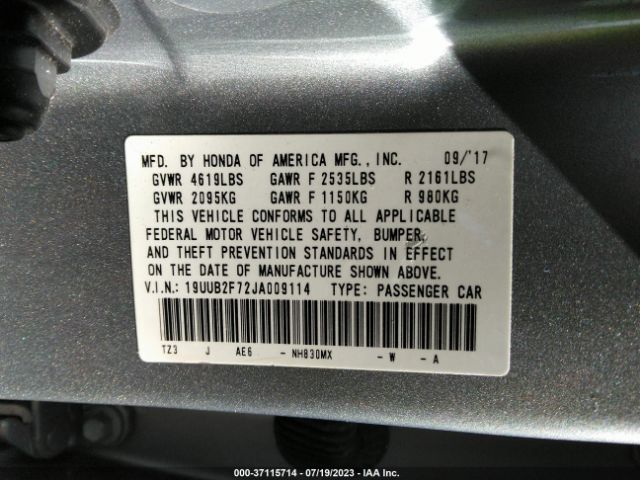 MFD. BY HONDA OF AMERICA MFG., INC. 09/'17
GVWR 4619LBS GAWR F 2535LBS R 2161LBS
GVWR 2095KG GAWR F 1150KG R 980KG
THIS VEHICLE CONFORMS TO ALL APPLICABLE
FEDERAL MOTOR VEHICLE SAFETY, BUMPER,
AND THEFT PREVENTION STANDARDS IN EFFECT
ON THE DATE OF MANUFACTURE SHOWN ABOVE.
V.I.N.: 19UUB2F72JA009114 TYPE: PASSENGER CAR
TZ3 J AE6 - NH830MX - W - A
000-37115714 - 07/19/2023 - IAA Inc.